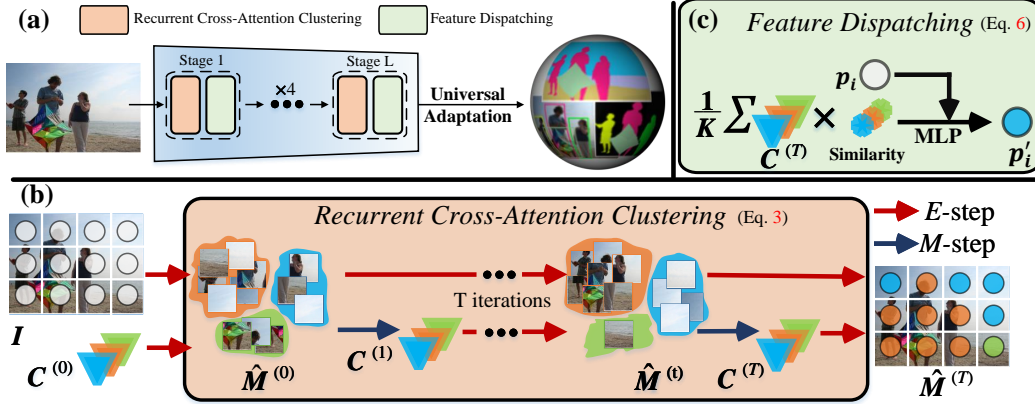 Recurrent Cross-Attention Clustering
Feature Dispatching
(a)
Stage 1
×4
Stage L
Universal
Adaptation
(c)
Feature Dispatching (Eq. 6)
p_i
1/K ∑
×
C^(T)
Similarity
MLP
p'_i
(b)
Recurrent Cross-Attention Clustering (Eq. 3)
E-step
M-step
T iterations
I
C^(0)
M̂^(0)
C^(1)
M̂^(t)
C^(T)
M̂^(T)